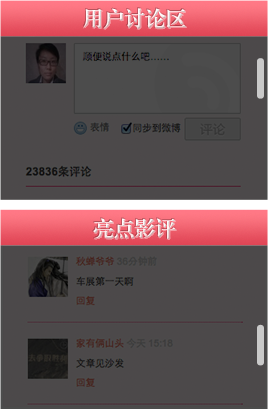 用户讨论区
顾便说点什么吧……
表情 同步到微博 评论
23836条评论
亮点影评
秋蝉爷爷 38分钟前
车展第一天啊
回复
家有俩山头 今天 15:18
文章见沙发
回复